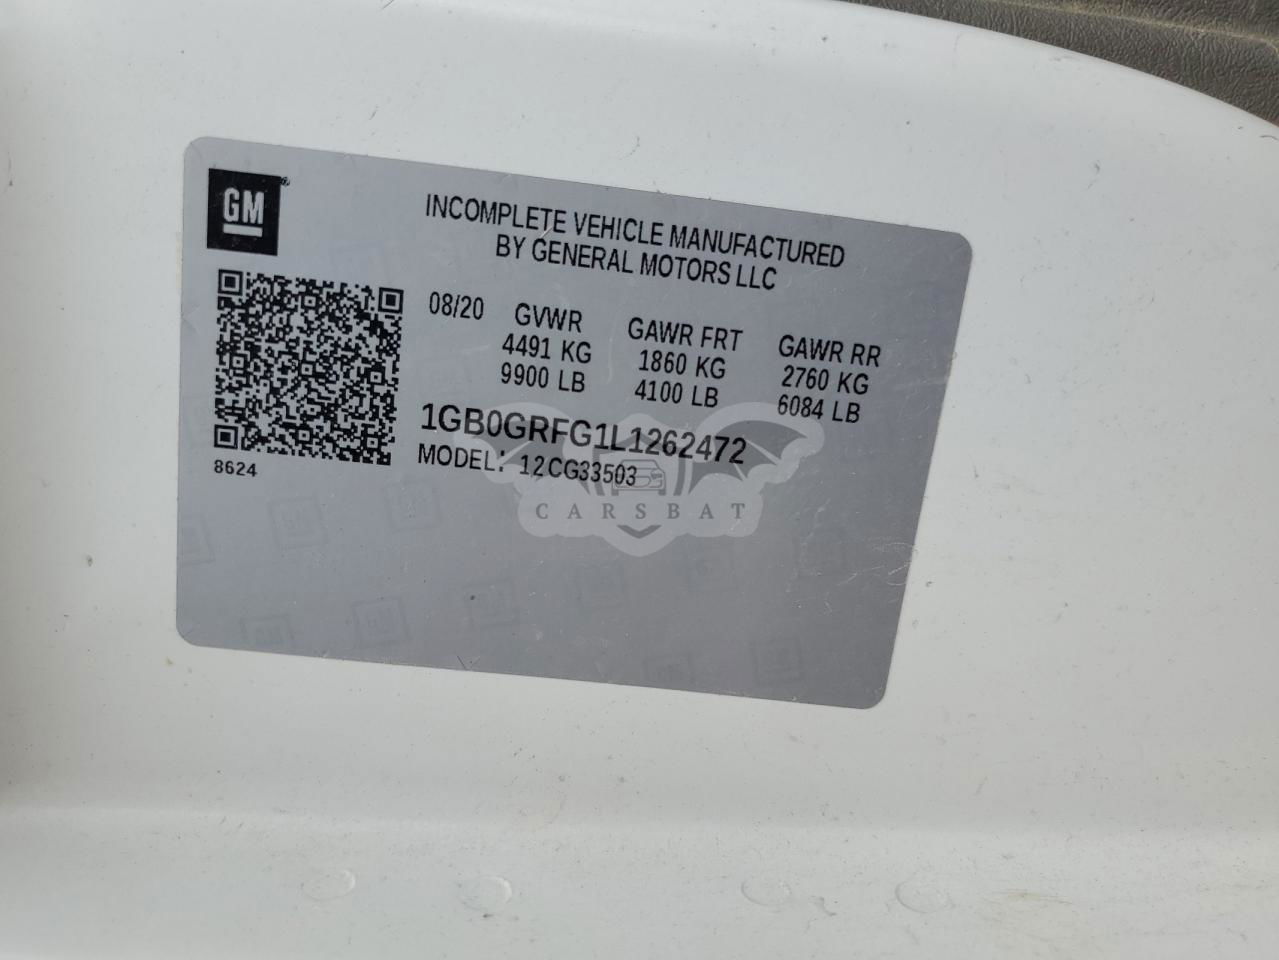 GM
INCOMPLETE VEHICLE MANUFACTURED
BY GENERAL MOTORS LLC
08/20 GVWR GAWR FRT GAWR RR
4491 KG 1860 KG 2760 KG
9900 LB 4100 LB 6084 LB
1GB0GRFG1L1262472
MODEL: 12CG33503
8624
CARSBAT